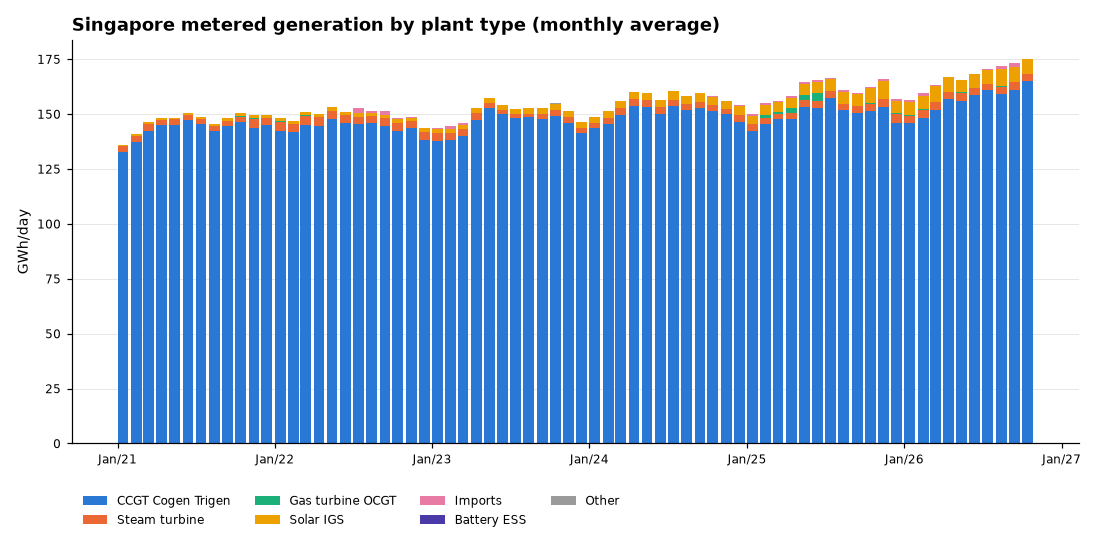 Singapore metered generation by plant type (monthly average)
GWh/day
175
150
125
100
75
50
25
0
Jan/21 Jan/22 Jan/23 Jan/24 Jan/25 Jan/26 Jan/27
CCGT Cogen Trigen Gas turbine OCGT Imports Other
Steam turbine Solar IGS Battery ESS